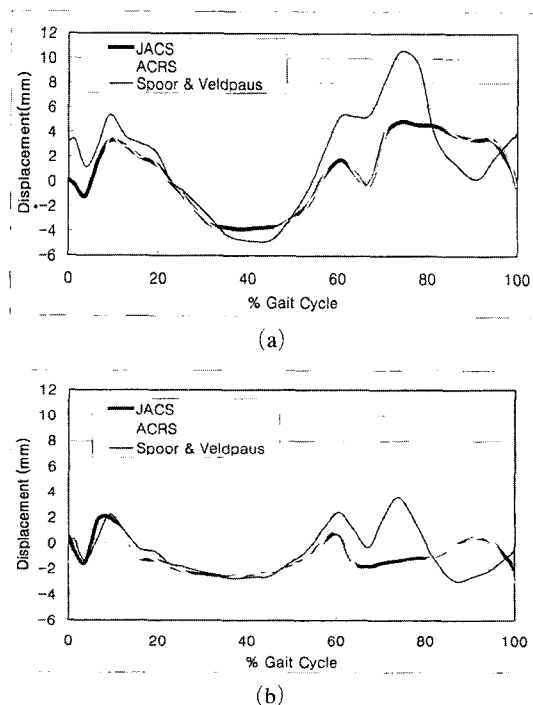 12
10
8
6
4
2
0
-2
-4
-6
Displacement(mm)
JACS
ACRS
Spoor & Veldpaus
0 20 40 60 80 100
% Gait Cycle
(a)
12
10
8
6
4
2
0
-2
-4
-6
Displacement (mm)
JACS
ACRS
Spoor & Veldpaus
0 20 40 60 80 100
% Gait Cycle
(b)